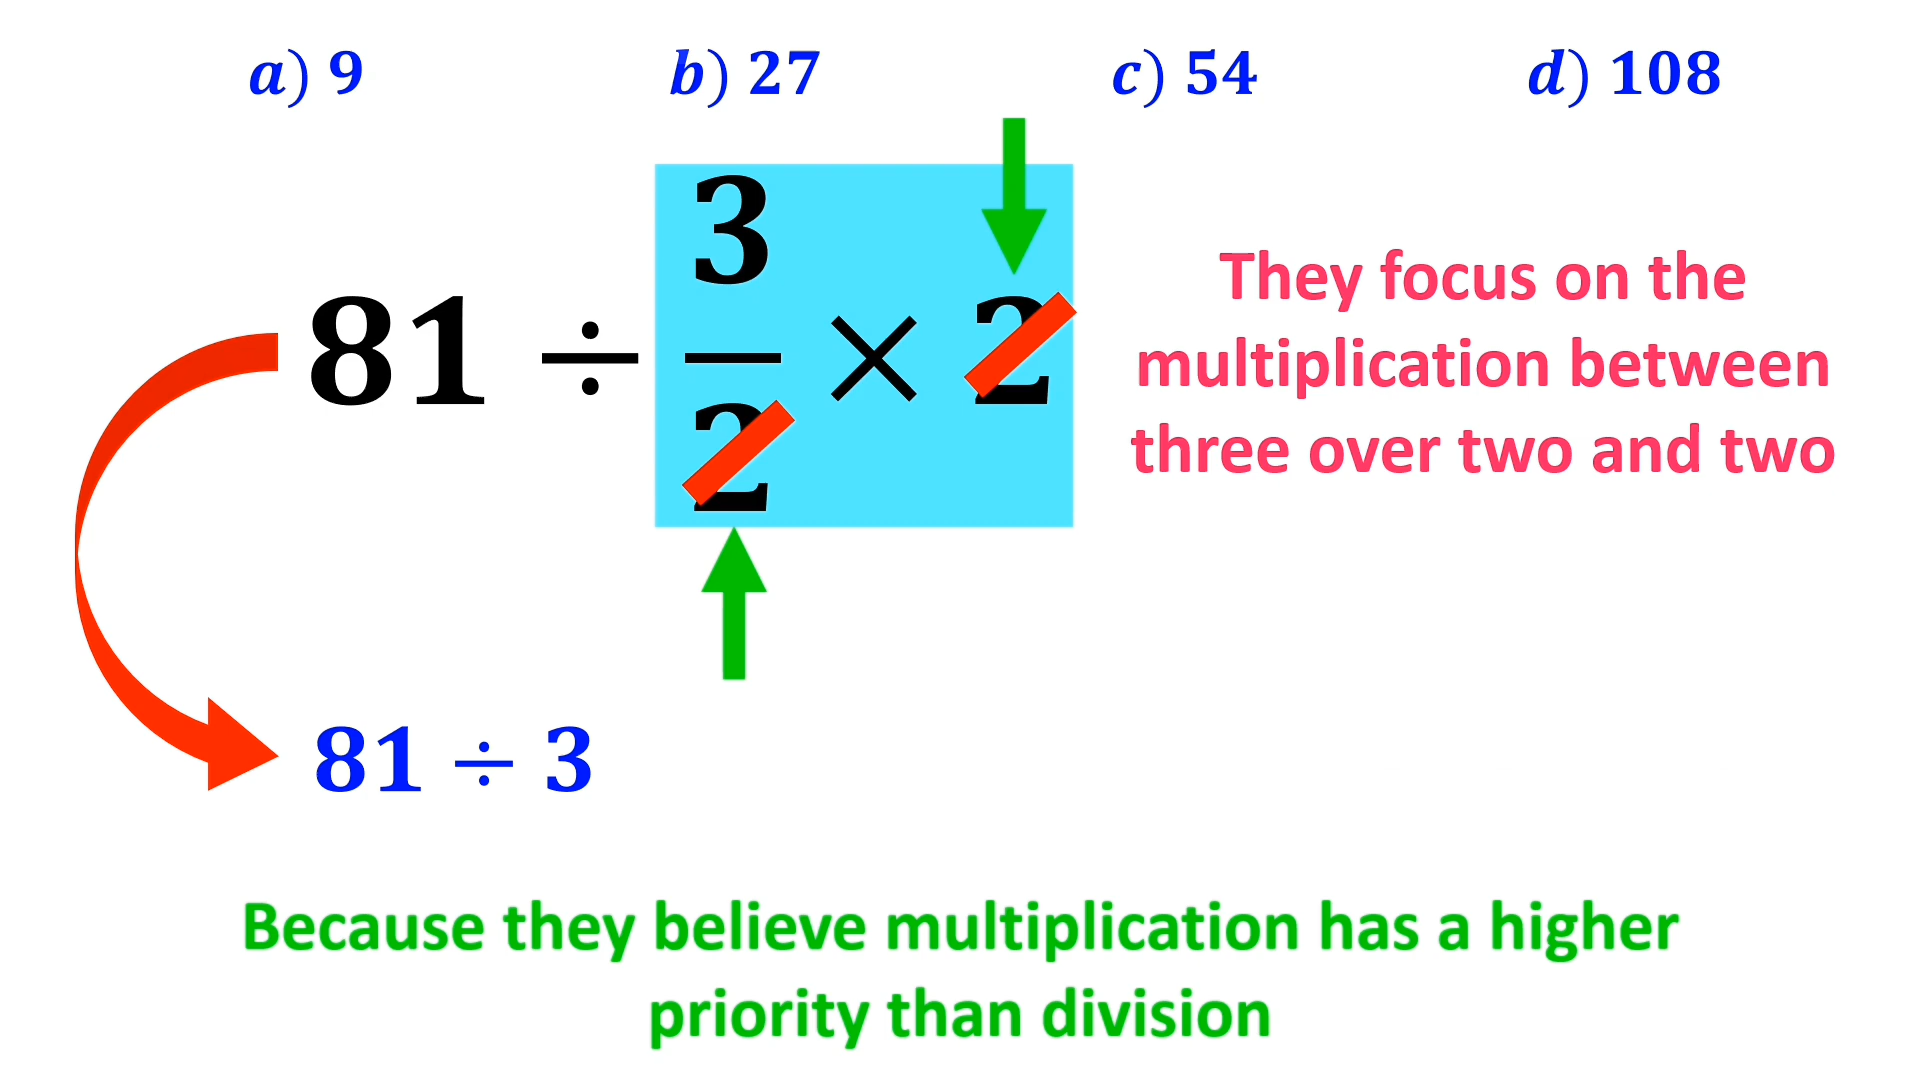 a) 9 b) 27 c) 54 d) 108
81 ÷ 3/2 × 2
They focus on the
multiplication between
three over two and two
81 ÷ 3
Because they believe multiplication has a higher
priority than division